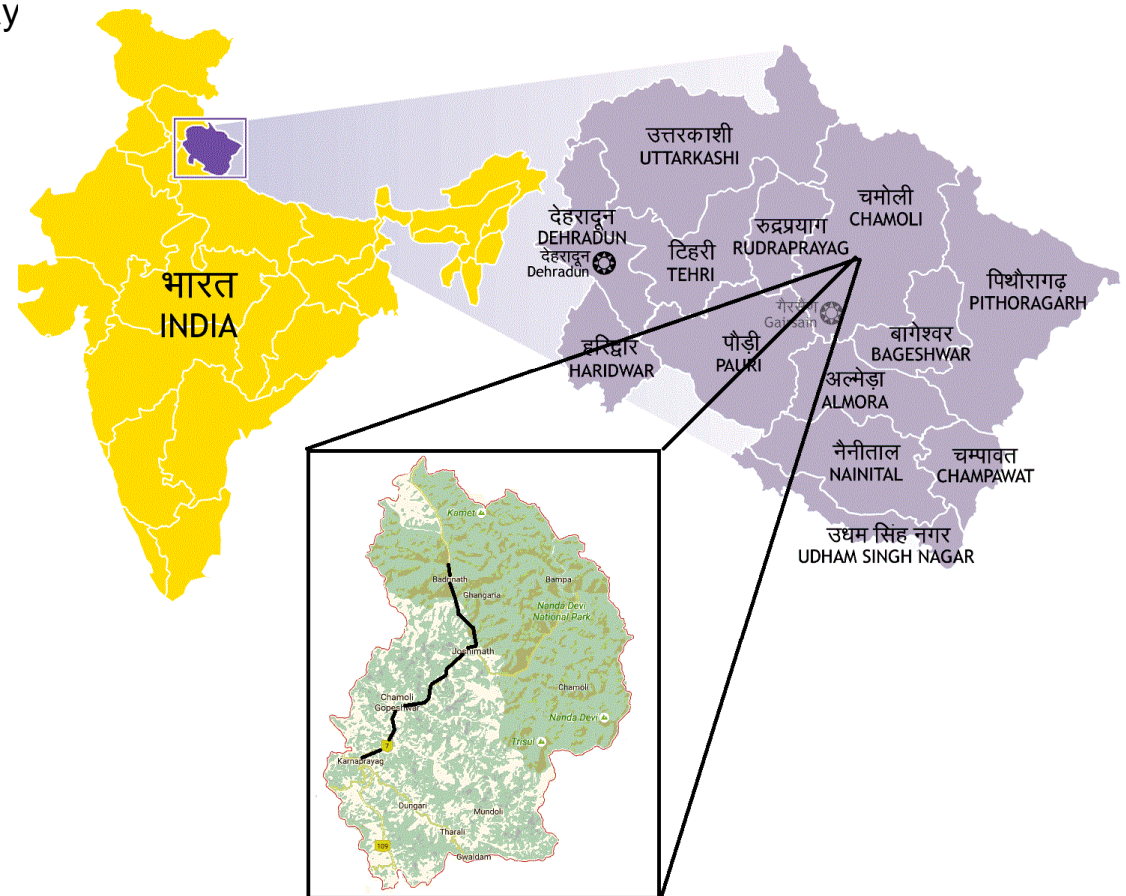 y
भारत
INDIA
उत्तरकाशी
UTTARKASHI
चमोली
CHAMOLI
देहरादून
DEHRADUN
देहरादून
Dehradun
टिहरी
TEHRI
रुद्रप्रयाग
RUDRAPRAYAG
पिथौरागढ़
PITHORAGARH
गैरसैंण
Gairsain
हरिद्वार
HARIDWAR
पौड़ी
PAURI
बागेश्वर
BAGESHWAR
अल्मोड़ा
ALMORA
नैनीताल
NAINITAL
चम्पावत
CHAMPAWAT
उधम सिंह नगर
UDHAM SINGH NAGAR
Kamet
Badrinath
Bampa
Ghangaria
Nanda Devi
National Park
Joshimath
Chamoli
Chamoli
Gopeshwar
Nanda Devi
Trisul
7
Karnaprayag
Dungari
Mundoli
Tharali
109
Gwaldam